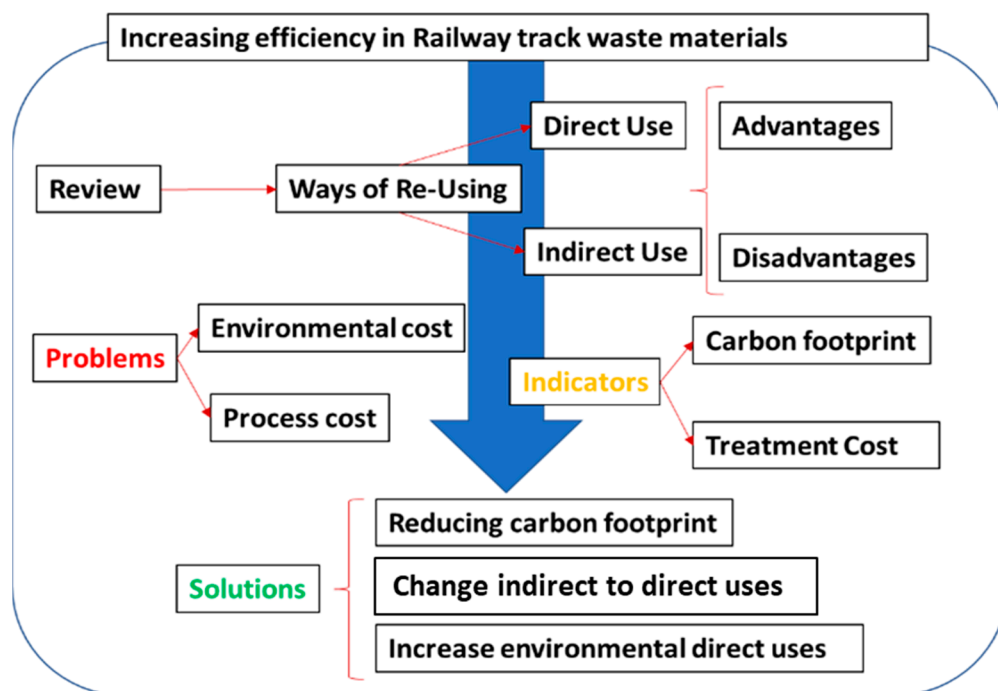 Increasing efficiency in Railway track waste materials
Direct Use
Advantages
Review
Ways of Re-Using
Indirect Use
Disadvantages
Environmental cost
Problems
Process cost
Carbon footprint
Indicators
Treatment Cost
Reducing carbon footprint
Solutions
Change indirect to direct uses
Increase environmental direct uses